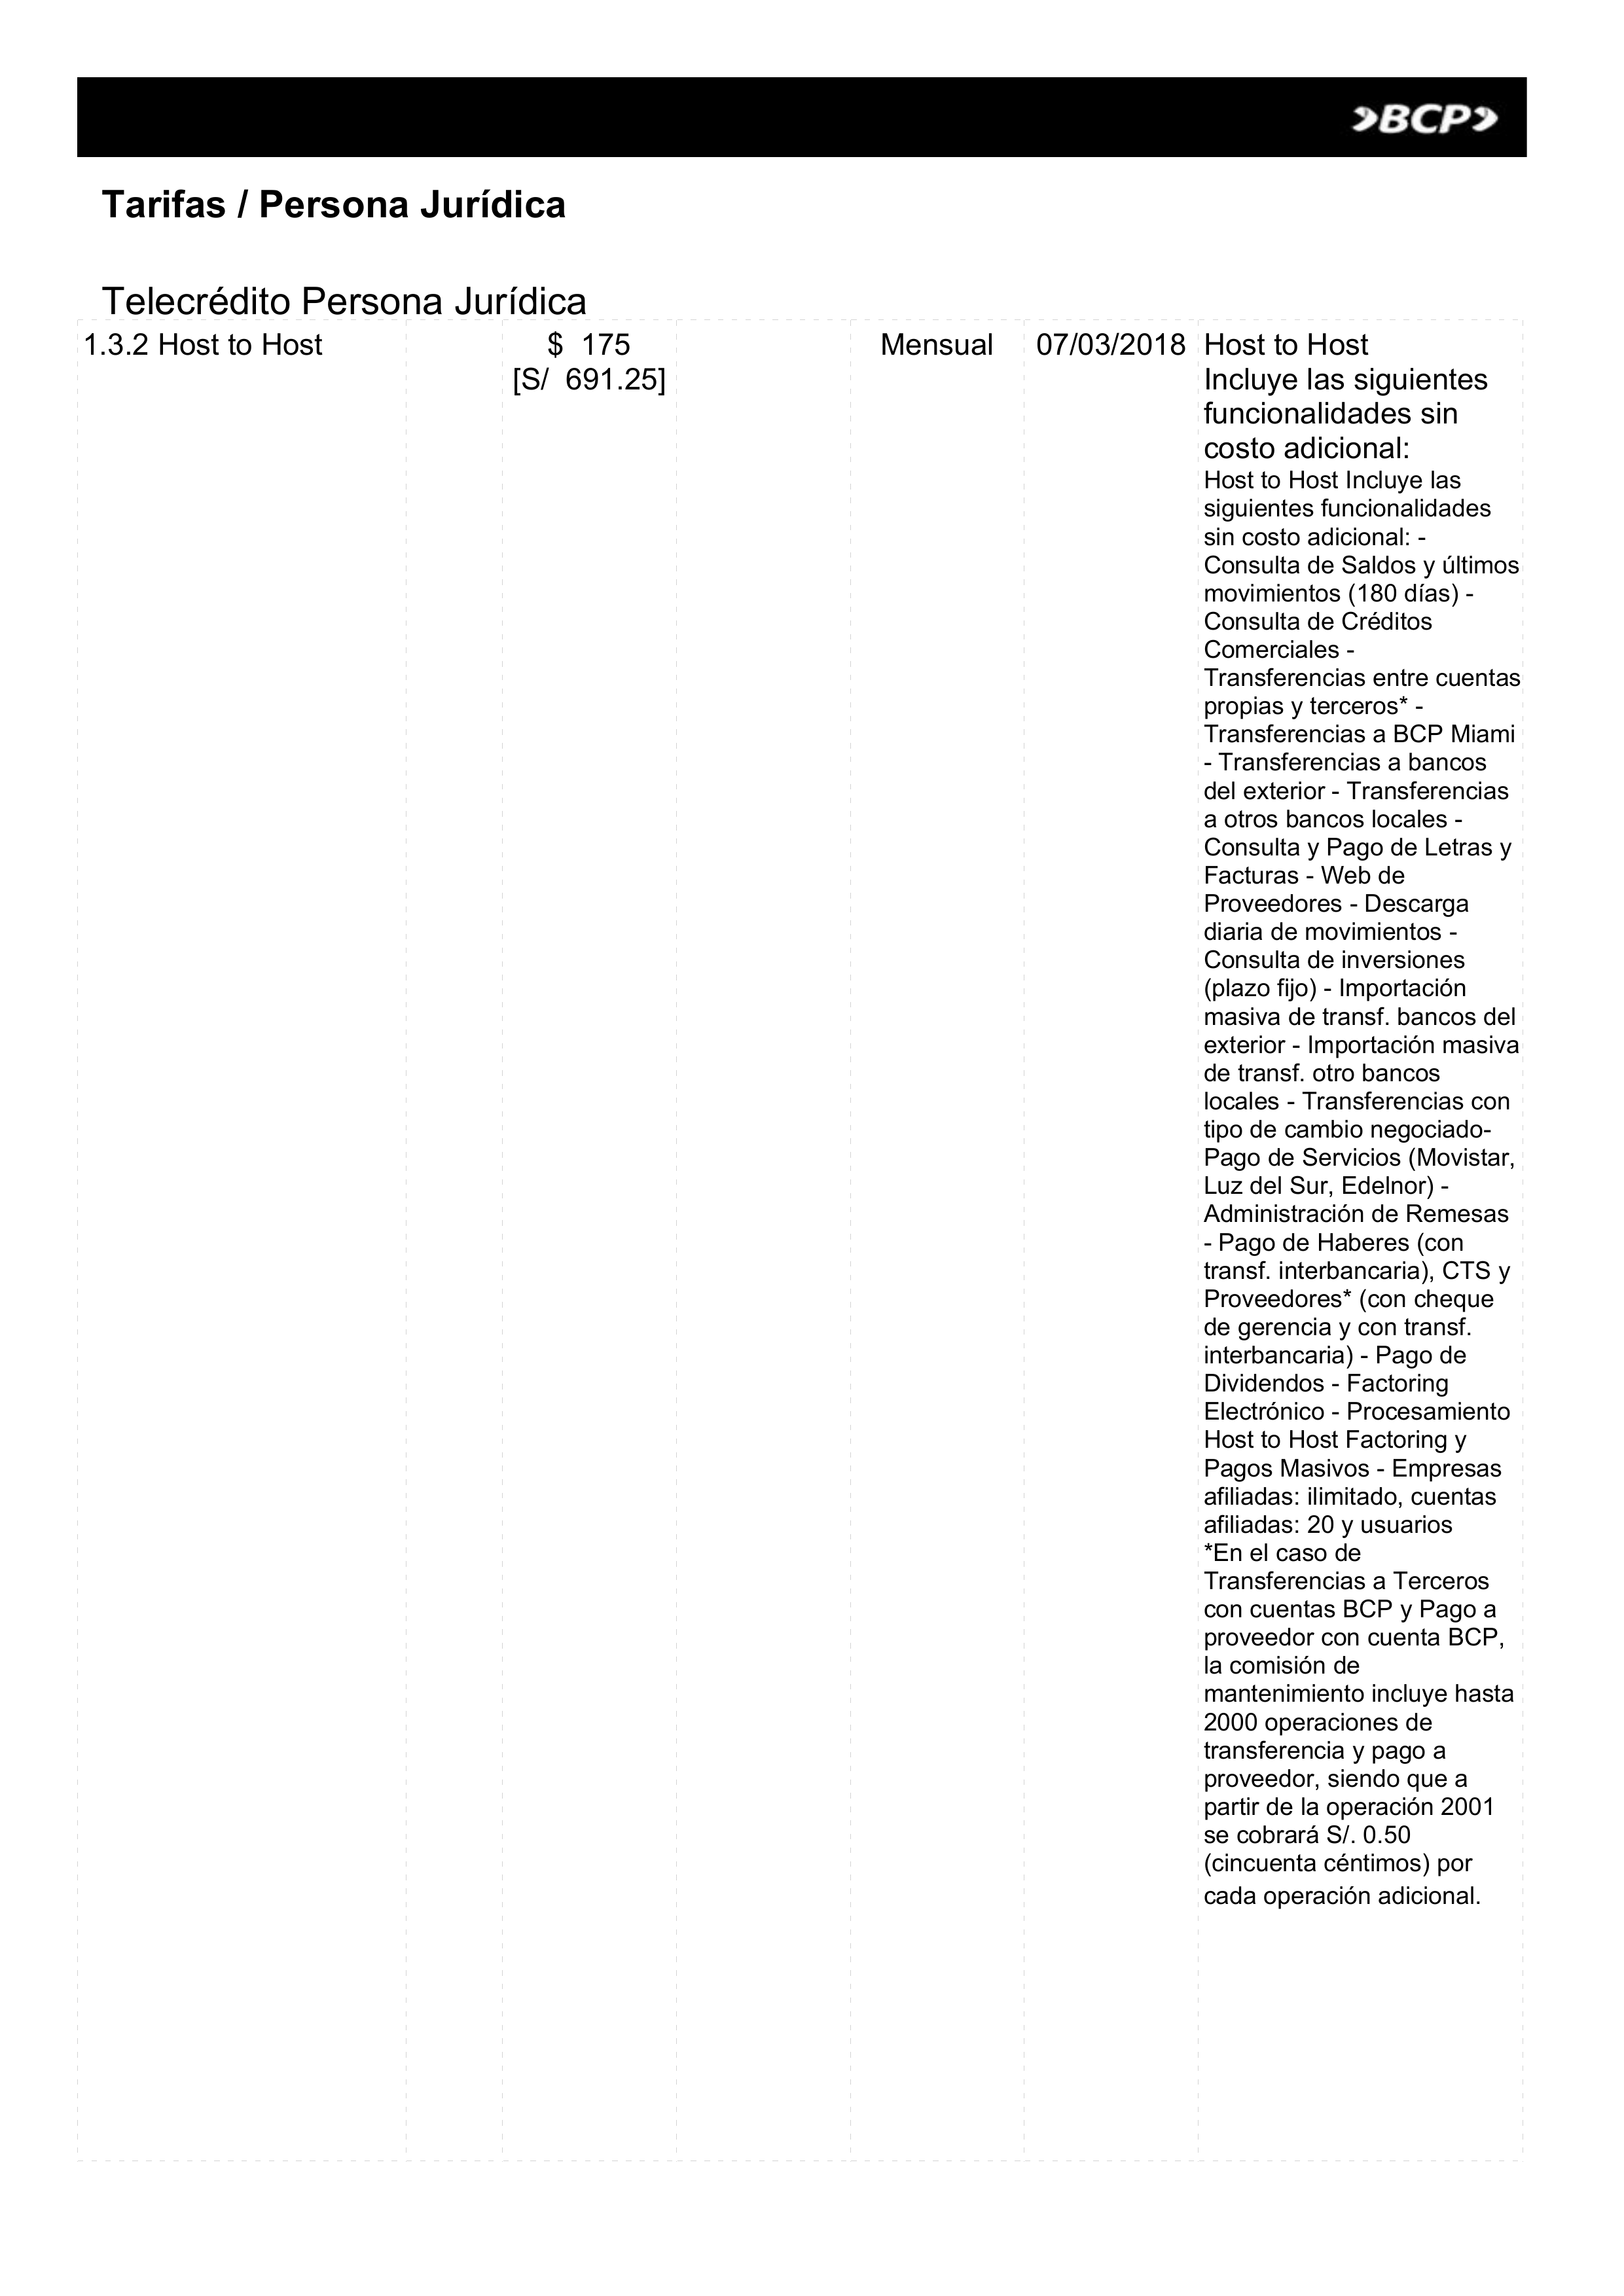 BCP
Tarifas / Persona Jurídica
Telecrédito Persona Jurídica
1.3.2 Host to Host
$ 175
[S/ 691.25]
Mensual
07/03/2018
Host to Host
Incluye las siguientes
funcionalidades sin
costo adicional:
Host to Host Incluye las
siguientes funcionalidades
sin costo adicional: -
Consulta de Saldos y últimos
movimientos (180 días) -
Consulta de Créditos
Comerciales -
Transferencias entre cuentas
propias y terceros* -
Transferencias a BCP Miami
- Transferencias a bancos
del exterior - Transferencias
a otros bancos locales -
Consulta y Pago de Letras y
Facturas - Web de
Proveedores - Descarga
diaria de movimientos -
Consulta de inversiones
(plazo fijo) - Importación
masiva de transf. bancos del
exterior - Importación masiva
de transf. otro bancos
locales - Transferencias con
tipo de cambio negociado-
Pago de Servicios (Movistar,
Luz del Sur, Edelnor) -
Administración de Remesas
- Pago de Haberes (con
transf. interbancaria), CTS y
Proveedores* (con cheque
de gerencia y con transf.
interbancaria) - Pago de
Dividendos - Factoring
Electrónico - Procesamiento
Host to Host Factoring y
Pagos Masivos - Empresas
afiliadas: ilimitado, cuentas
afiliadas: 20 y usuarios
*En el caso de
Transferencias a Terceros
con cuentas BCP y Pago a
proveedor con cuenta BCP,
la comisión de
mantenimiento incluye hasta
2000 operaciones de
transferencia y pago a
proveedor, siendo que a
partir de la operación 2001
se cobrará S/. 0.50
(cincuenta céntimos) por
cada operación adicional.